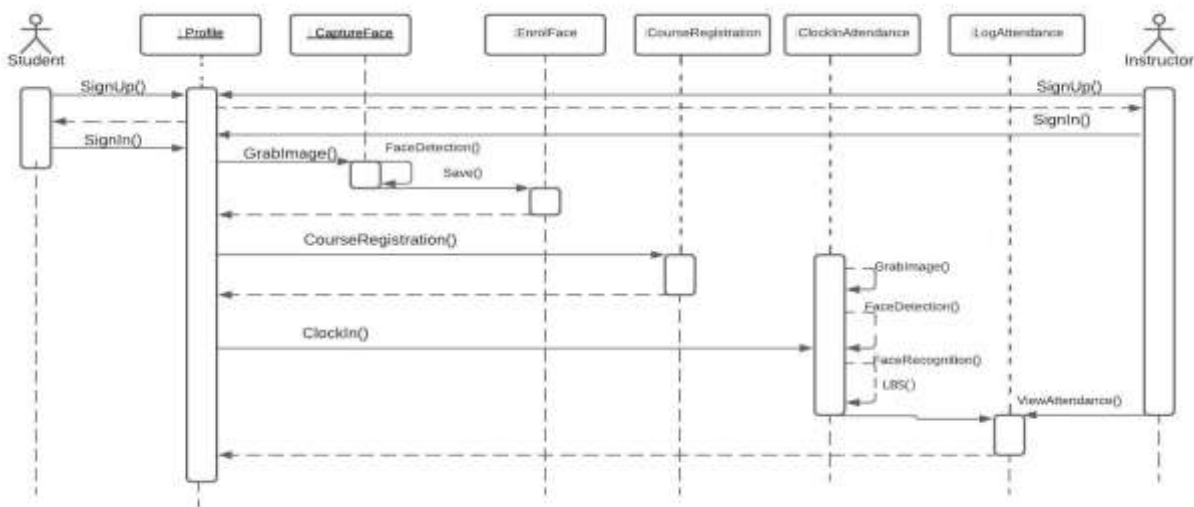 :Profile
:CaptureFace
:EnrolFace
:CourseRegistration
:ClockInAttendance
:LogAttendance
Student
Instructor
SignUp()
SignUp()
SignIn()
SignIn()
GrabImage()
FaceDetection()
Save()
CourseRegistration()
GrabImage()
FaceDetection()
ClockIn()
FaceRecognition()
LBS()
ViewAttendance()